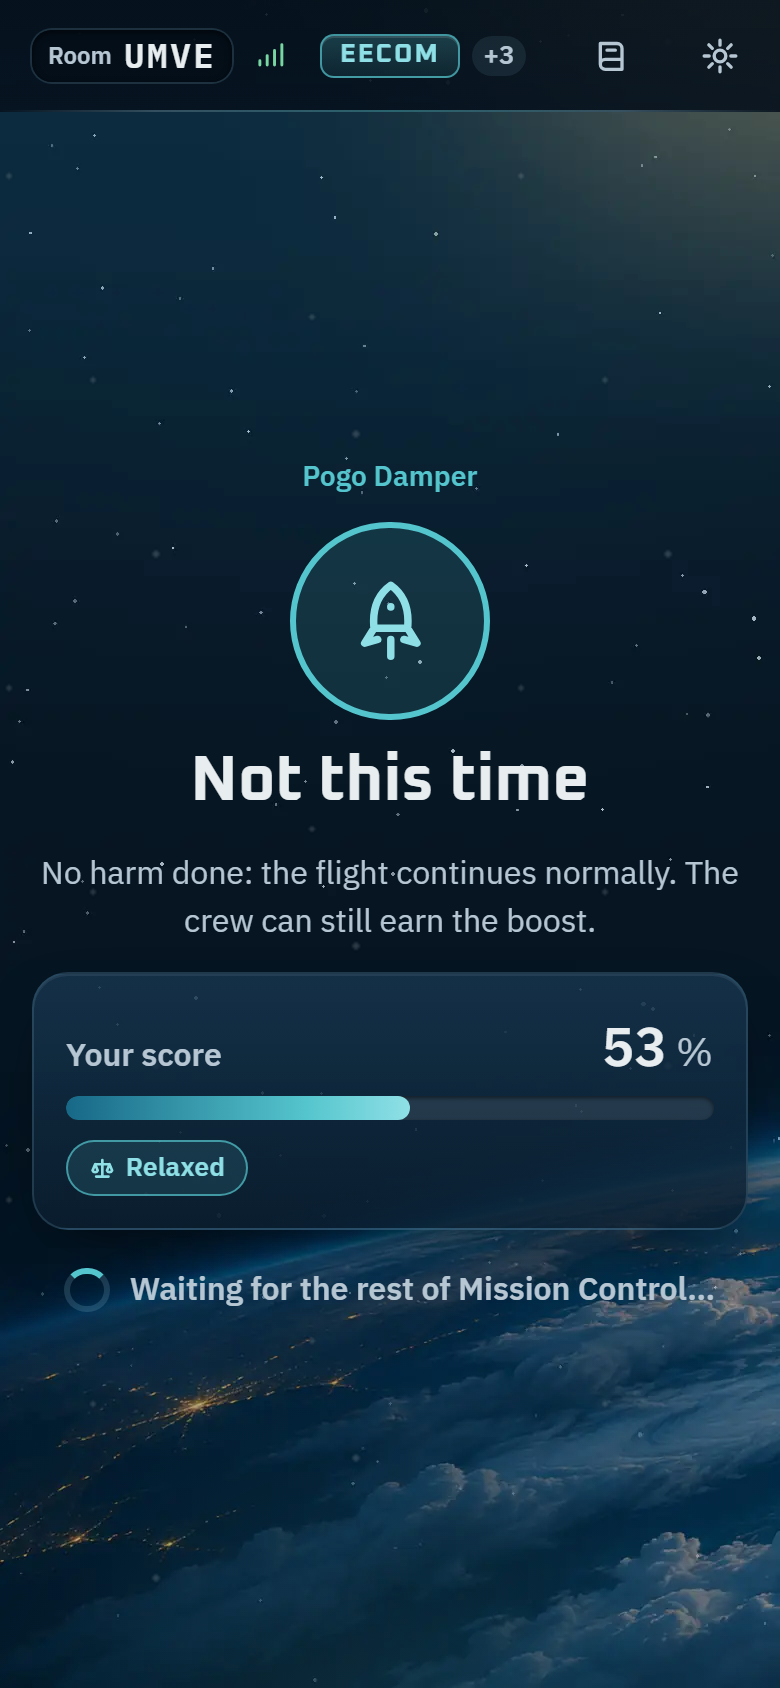 Room UMVE EECOM +3
Pogo Damper
Not this time
No harm done: the flight continues normally. The
crew can still earn the boost.
Your score 53 %
Relaxed
Waiting for the rest of Mission Control...